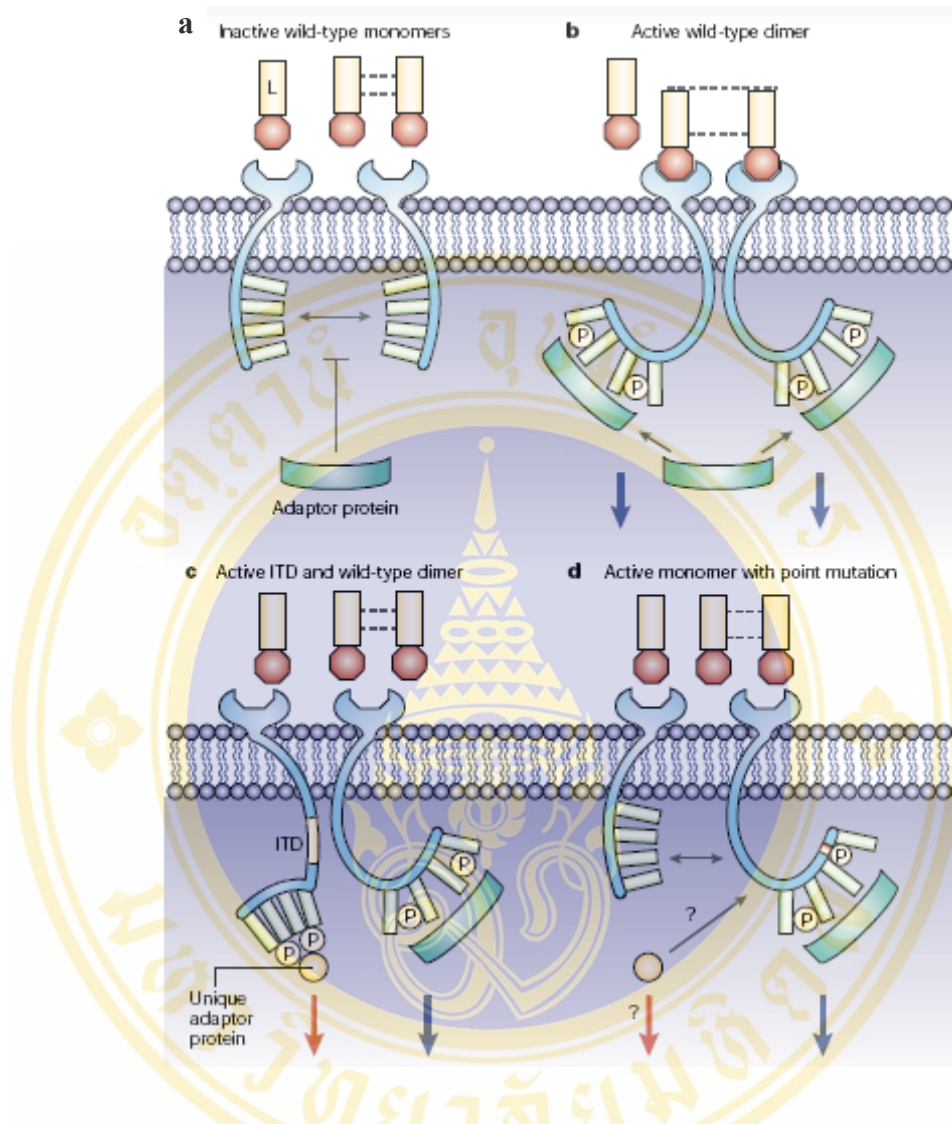 a Inactive wild-type monomers
b Active wild-type dimer
L
P
P
P
P
Adaptor protein
c Active ITD and wild-type dimer
d Active monomer with point mutation
ITD
P
P
P
P
P
P
?
?
Unique
adaptor
protein